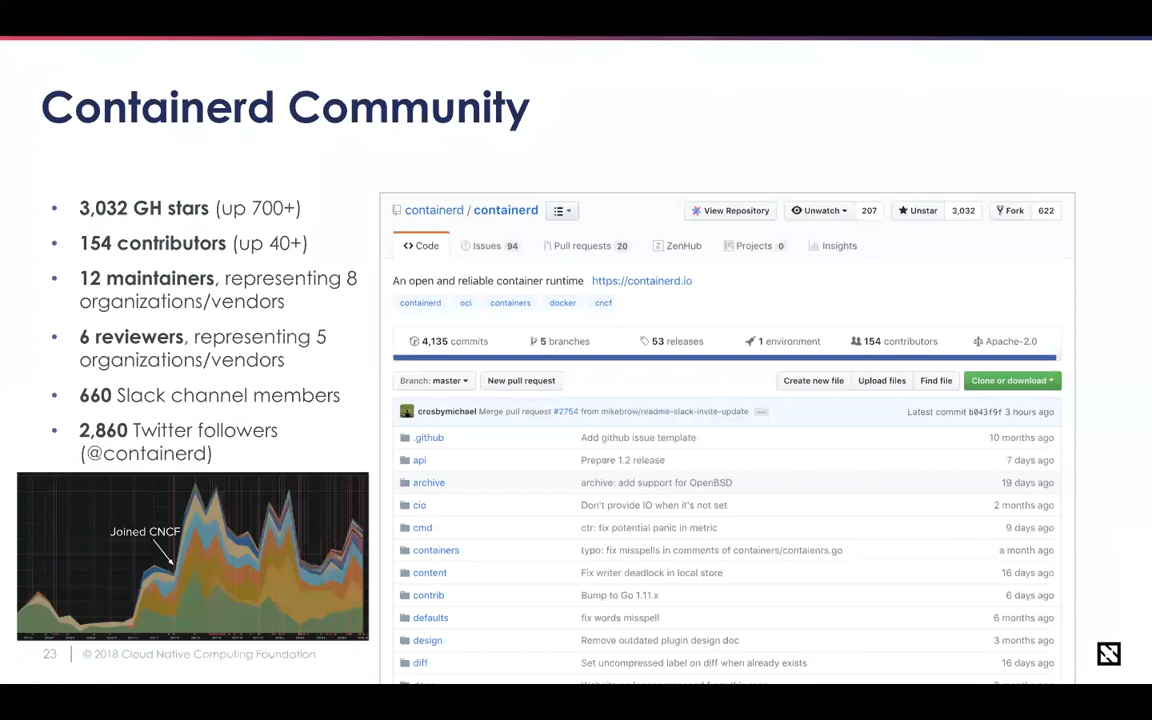 Containerd Community
• 3,032 GH stars (up 700+)
• 154 contributors (up 40+)
• 12 maintainers, representing 8
organizations/vendors
• 6 reviewers, representing 5
organizations/vendors
• 660 Slack channel members
• 2,860 Twitter followers
(@containerd)
Joined CNCF
23 | © 2018 Cloud Native Computing Foundation
containerd / containerd View Repository Unwatch 207 Unstar 3,032 Fork 622
Code Issues 94 Pull requests 20 ZenHub Projects 0 Insights
An open and reliable container runtime https://containerd.io
containerd oci containers docker cncf
4,135 commits 5 branches 53 releases 1 environment 154 contributors Apache-2.0
Branch: master New pull request Create new file Upload files Find file Clone or download
crosbymichael Merge pull request #2754 from mikebrow/readme-slack-invite-update ... Latest commit b043f9f 3 hours ago
.github Add github issue template 10 months ago
api Prepare 1.2 release 7 days ago
archive archive: add support for OpenBSD 19 days ago
cio Don't provide IO when it's not set 2 months ago
cmd ctr: fix potential panic in metric 9 days ago
containers typo: fix misspells in comments of containers/contaienrs.go a month ago
content Fix writer deadlock in local store 16 days ago
contrib Bump to Go 1.11.x 6 days ago
defaults fix words misspell 6 months ago
design Remove outdated plugin design doc 3 months ago
diff Set uncompressed label on diff when already exists 16 days ago